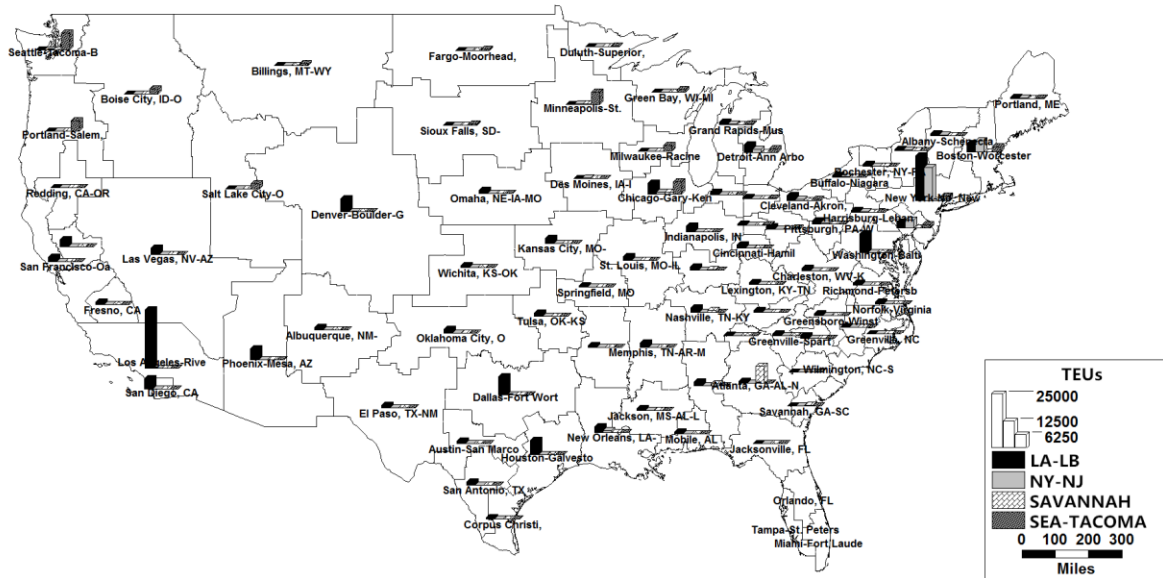 Seattle-Tacoma-B
Billings, MT-WY
Fargo-Moorhead,
Duluth-Superior,
Boise City, ID-O
Minneapolis-St.
Green Bay, WI-MI
Portland, ME
Portland-Salem,
Sioux Falls, SD-
Grand Rapids-Mus
Albany-Schenecta
Milwaukee-Racine
Detroit-Ann Arbo
Boston-Worcester
Rochester, NY-PA
Buffalo-Niagara
Redding, CA-OR
Salt Lake City-O
Omaha, NE-IA-MO
Des Moines, IA-I
Chicago-Gary-Ken
Cleveland-Akron,
New York-No. New
Denver-Boulder-G
Harrisburg-Leban
Pittsburgh, PA-W
Indianapolis, IN
Kansas City, MO-
Cincinnati-Hamil
Washington-Balti
Las Vegas, NV-AZ
San Francisco-Oa
St. Louis, MO-IL
Wichita, KS-OK
Charleston, WV-K
Lexington, KY-TN
Richmond-Petersb
Springfield, MO
Fresno, CA
Norfolk-Virginia
Tulsa, OK-KS
Nashville, TN-KY
Greensboro-Winst
Albuquerque, NM-
Oklahoma City, O
Greenville-Spart
Greenville, NC
Memphis, TN-AR-M
Los Angeles-Rive
Phoenix-Mesa, AZ
Wilmington, NC-S
Atlanta, GA-AL-N
San Diego, CA
Dallas-Fort Wort
El Paso, TX-NM
Jackson, MS-AL-L
Savannah, GA-SC
New Orleans, LA-
Mobile, AL
Austin-San Marco
Houston-Galvesto
Jacksonville, FL
San Antonio, TX
Orlando, FL
Corpus Christi,
Tampa-St. Peters
Miami-Fort Laude
TEUs
25000
12500
6250
LA-LB
NY-NJ
SAVANNAH
SEA-TACOMA
0 100 200 300
Miles